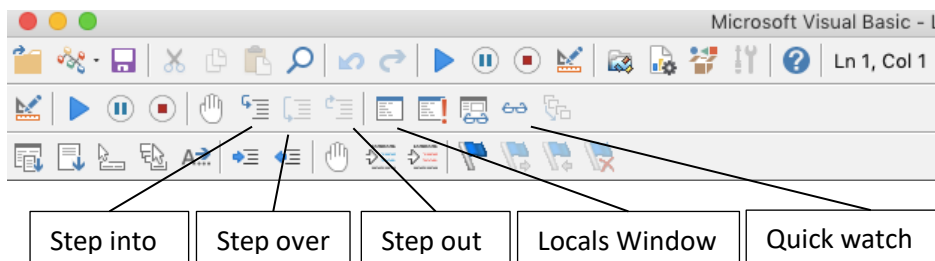 Microsoft Visual Basic -
Ln 1, Col 1
Step into
Step over
Step out
Locals Window
Quick watch